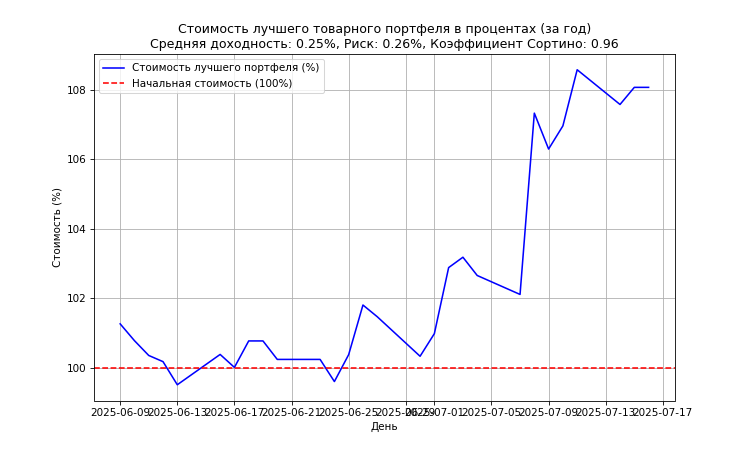 Стоимость лучшего товарного портфеля в процентах (за год)
Средняя доходность: 0.25%, Риск: 0.26%, Коэффициент Сортино: 0.96
Стоимость лучшего портфеля (%)
Начальная стоимость (100%)
108
106
104
102
100
Стоимость (%)
2025-06-09 2025-06-13 2025-06-17 2025-06-21 2025-06-25 2025-06-29 2025-07-01 2025-07-05 2025-07-09 2025-07-13 2025-07-17
День